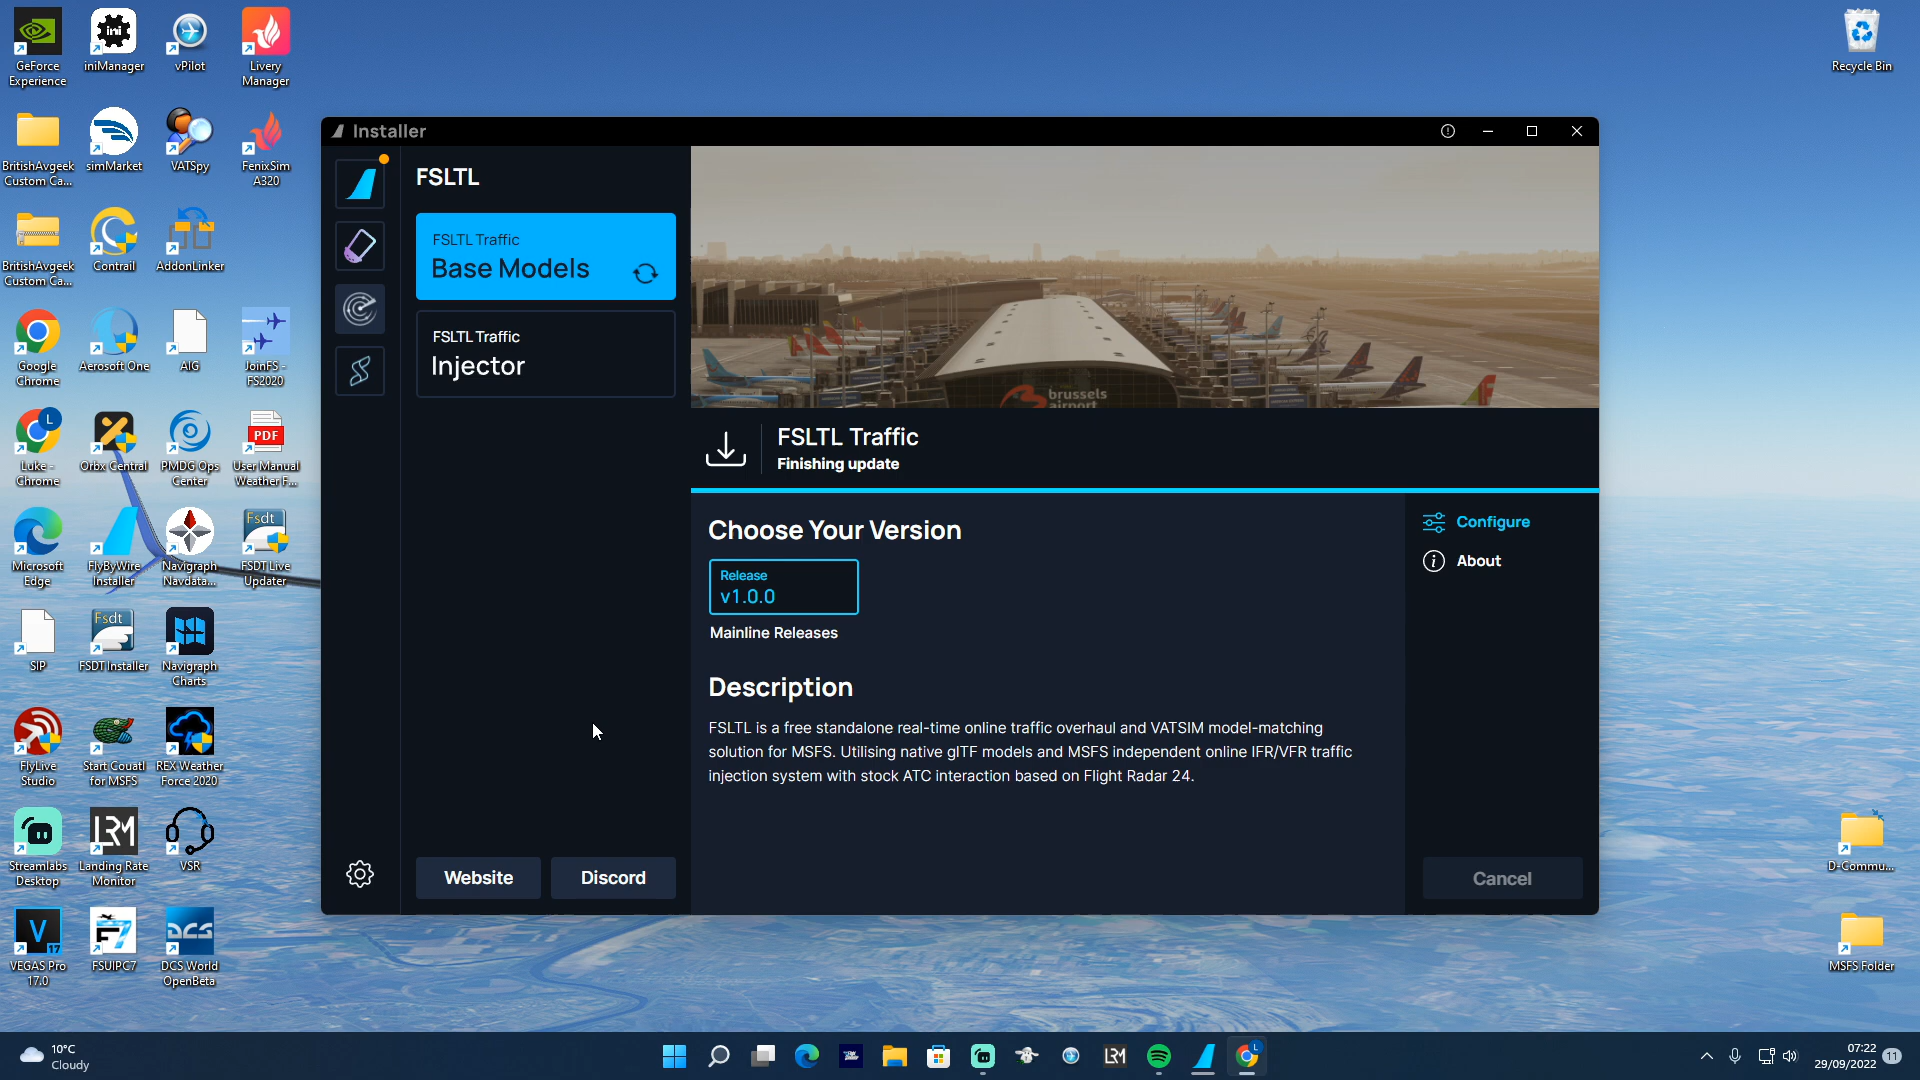 GeForce
Experience
iniManager
vPilot
Livery
Manager
BritishAvgeek
Custom Ca...
simMarket
VATSpy
FenixSim
A320
BritishAvgeek
Custom Ca...
Contrail
AddonLinker
Google
Chrome
Aerosoft One
AIG
JoinFS -
FS2020
Luke -
Chrome
Orbx Central
PMDG Ops
Center
PDF
User Manual
Weather F...
Microsoft
Edge
FlyByWire
Installer
Navigraph
Navdata...
Fsdt
FSDT Live
Updater
SIP
Fsdt
FSDT Installer
Navigraph
Charts
FlyLive
Studio
Start Couatl
for MSFS
REX Weather
Force 2020
Streamlabs
Desktop
LRM
Landing Rate
Monitor
VSR
VEGAS Pro
17.0
FSUIPC7
DCS World
OpenBeta
Recycle Bin
D-Commu...
MSFS Folder
Installer
FSLTL
FSLTL Traffic
Base Models
FSLTL Traffic
Injector
Website
Discord
brussels
airport
FSLTL Traffic
Finishing update
Choose Your Version
Release
v1.0.0
Mainline Releases
Description
FSLTL is a free standalone real-time online traffic overhaul and VATSIM model-matching
solution for MSFS. Utilising native glTF models and MSFS independent online IFR/VFR traffic
injection system with stock ATC interaction based on Flight Radar 24.
Configure
About
Cancel
10°C
Cloudy
LRM
07:22
29/09/2022
11